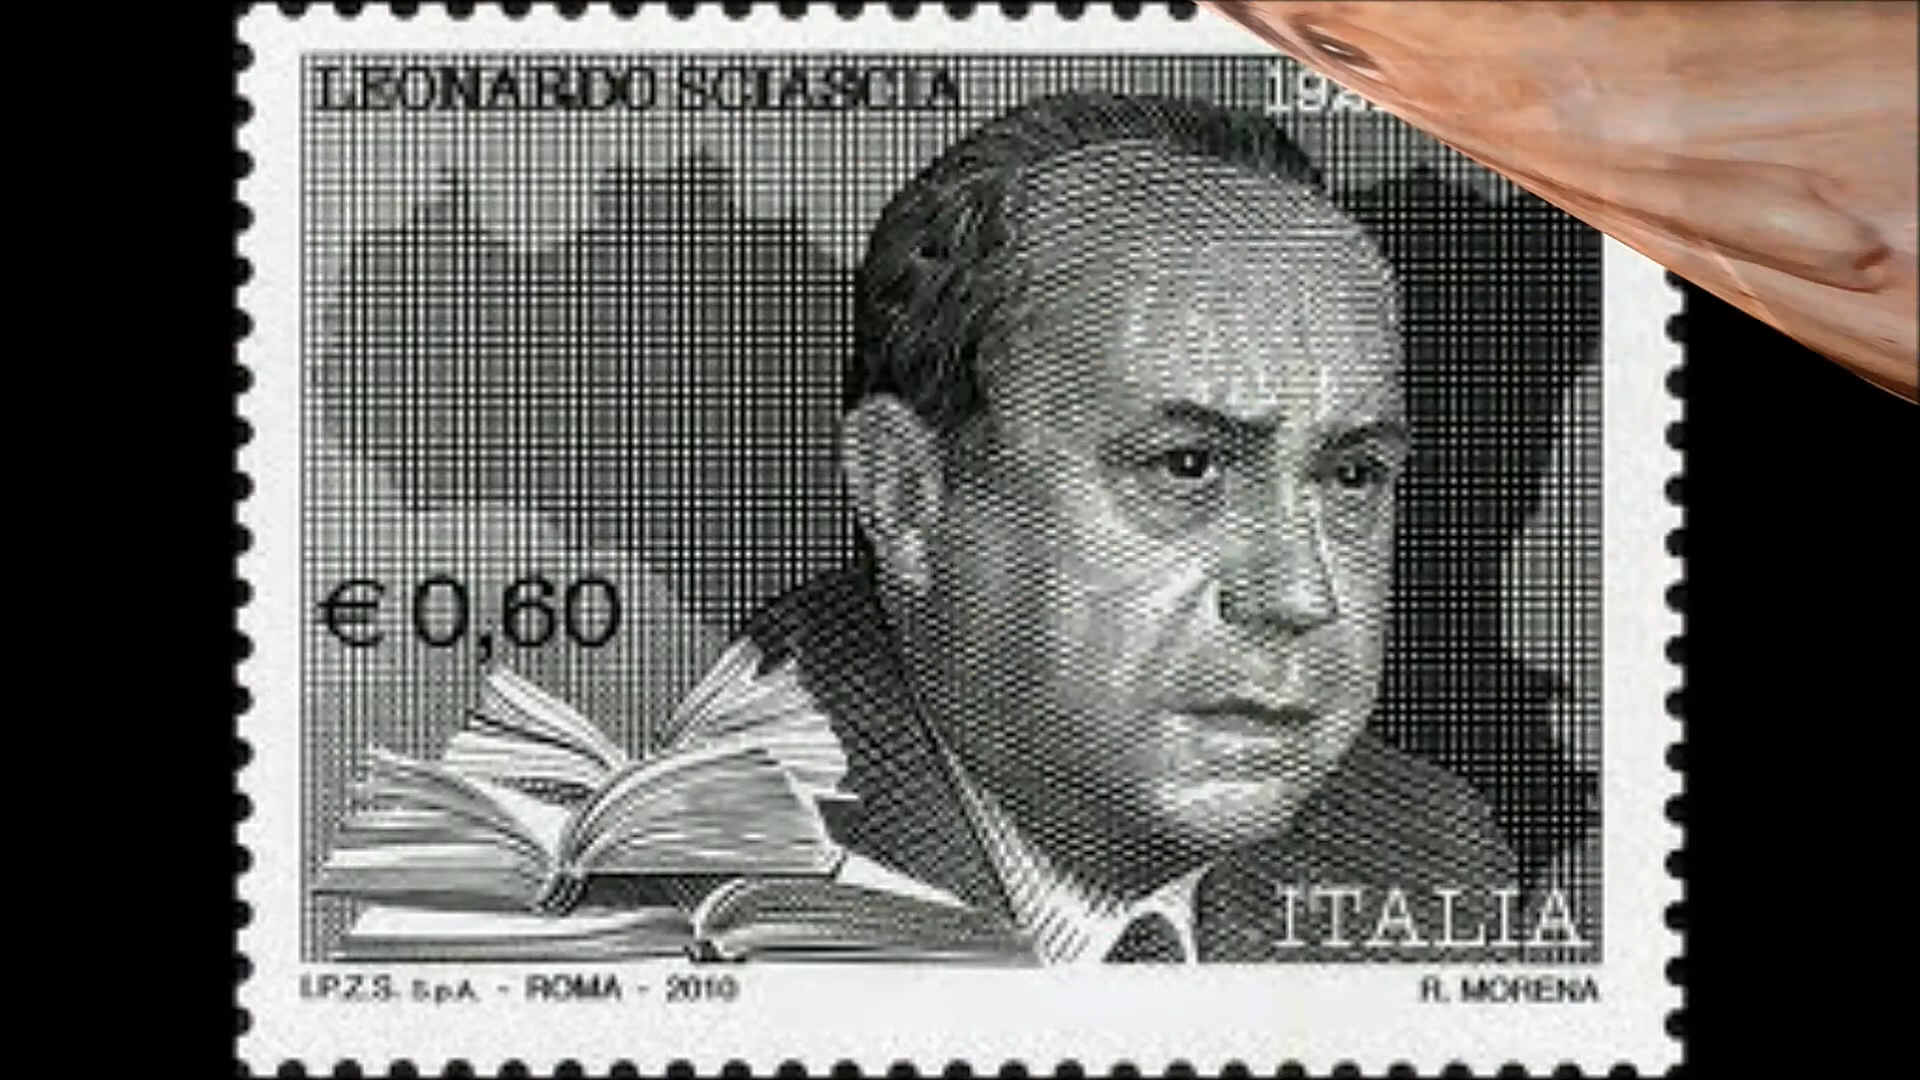 LEONARDO SCIASCIA
€ 0,60
ITALIA
I.P.Z.S. S.p.A. - ROMA - 2010
R. MORENA